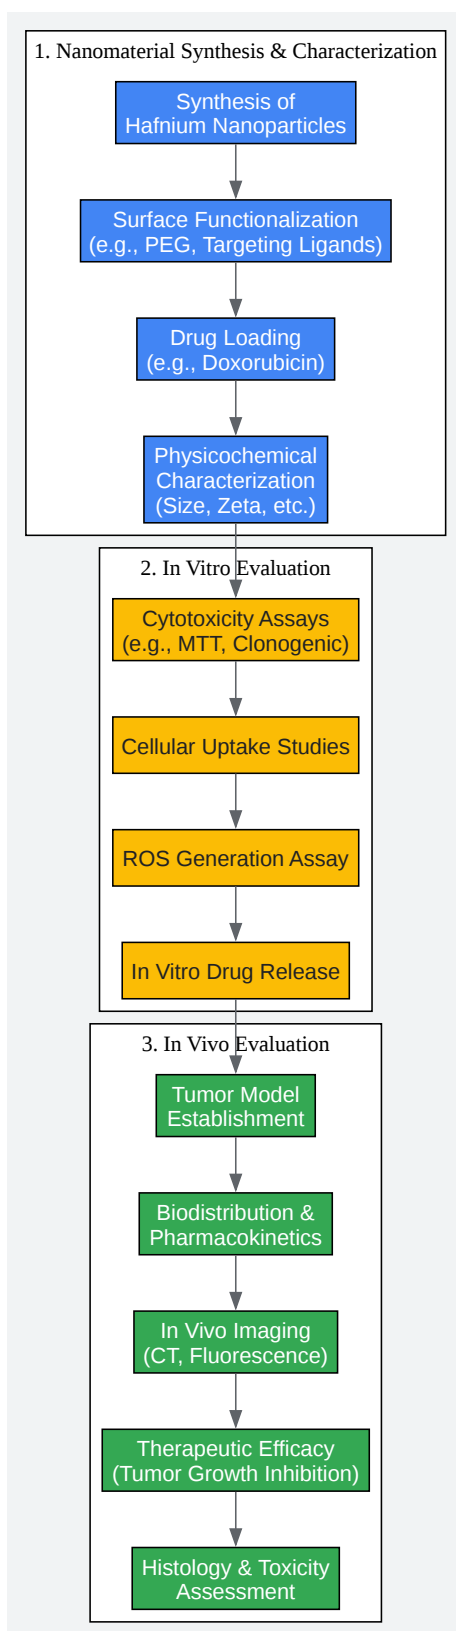 1. Nanomaterial Synthesis & Characterization
Synthesis of
Hafnium Nanoparticles
Surface Functionalization
(e.g., PEG, Targeting Ligands)
Drug Loading
(e.g., Doxorubicin)
Physicochemical
Characterization
(Size, Zeta, etc.)
2. In Vitro Evaluation
Cytotoxicity Assays
(e.g., MTT, Clonogenic)
Cellular Uptake Studies
ROS Generation Assay
In Vitro Drug Release
3. In Vivo Evaluation
Tumor Model
Establishment
Biodistribution &
Pharmacokinetics
In Vivo Imaging
(CT, Fluorescence)
Therapeutic Efficacy
(Tumor Growth Inhibition)
Histology & Toxicity
Assessment